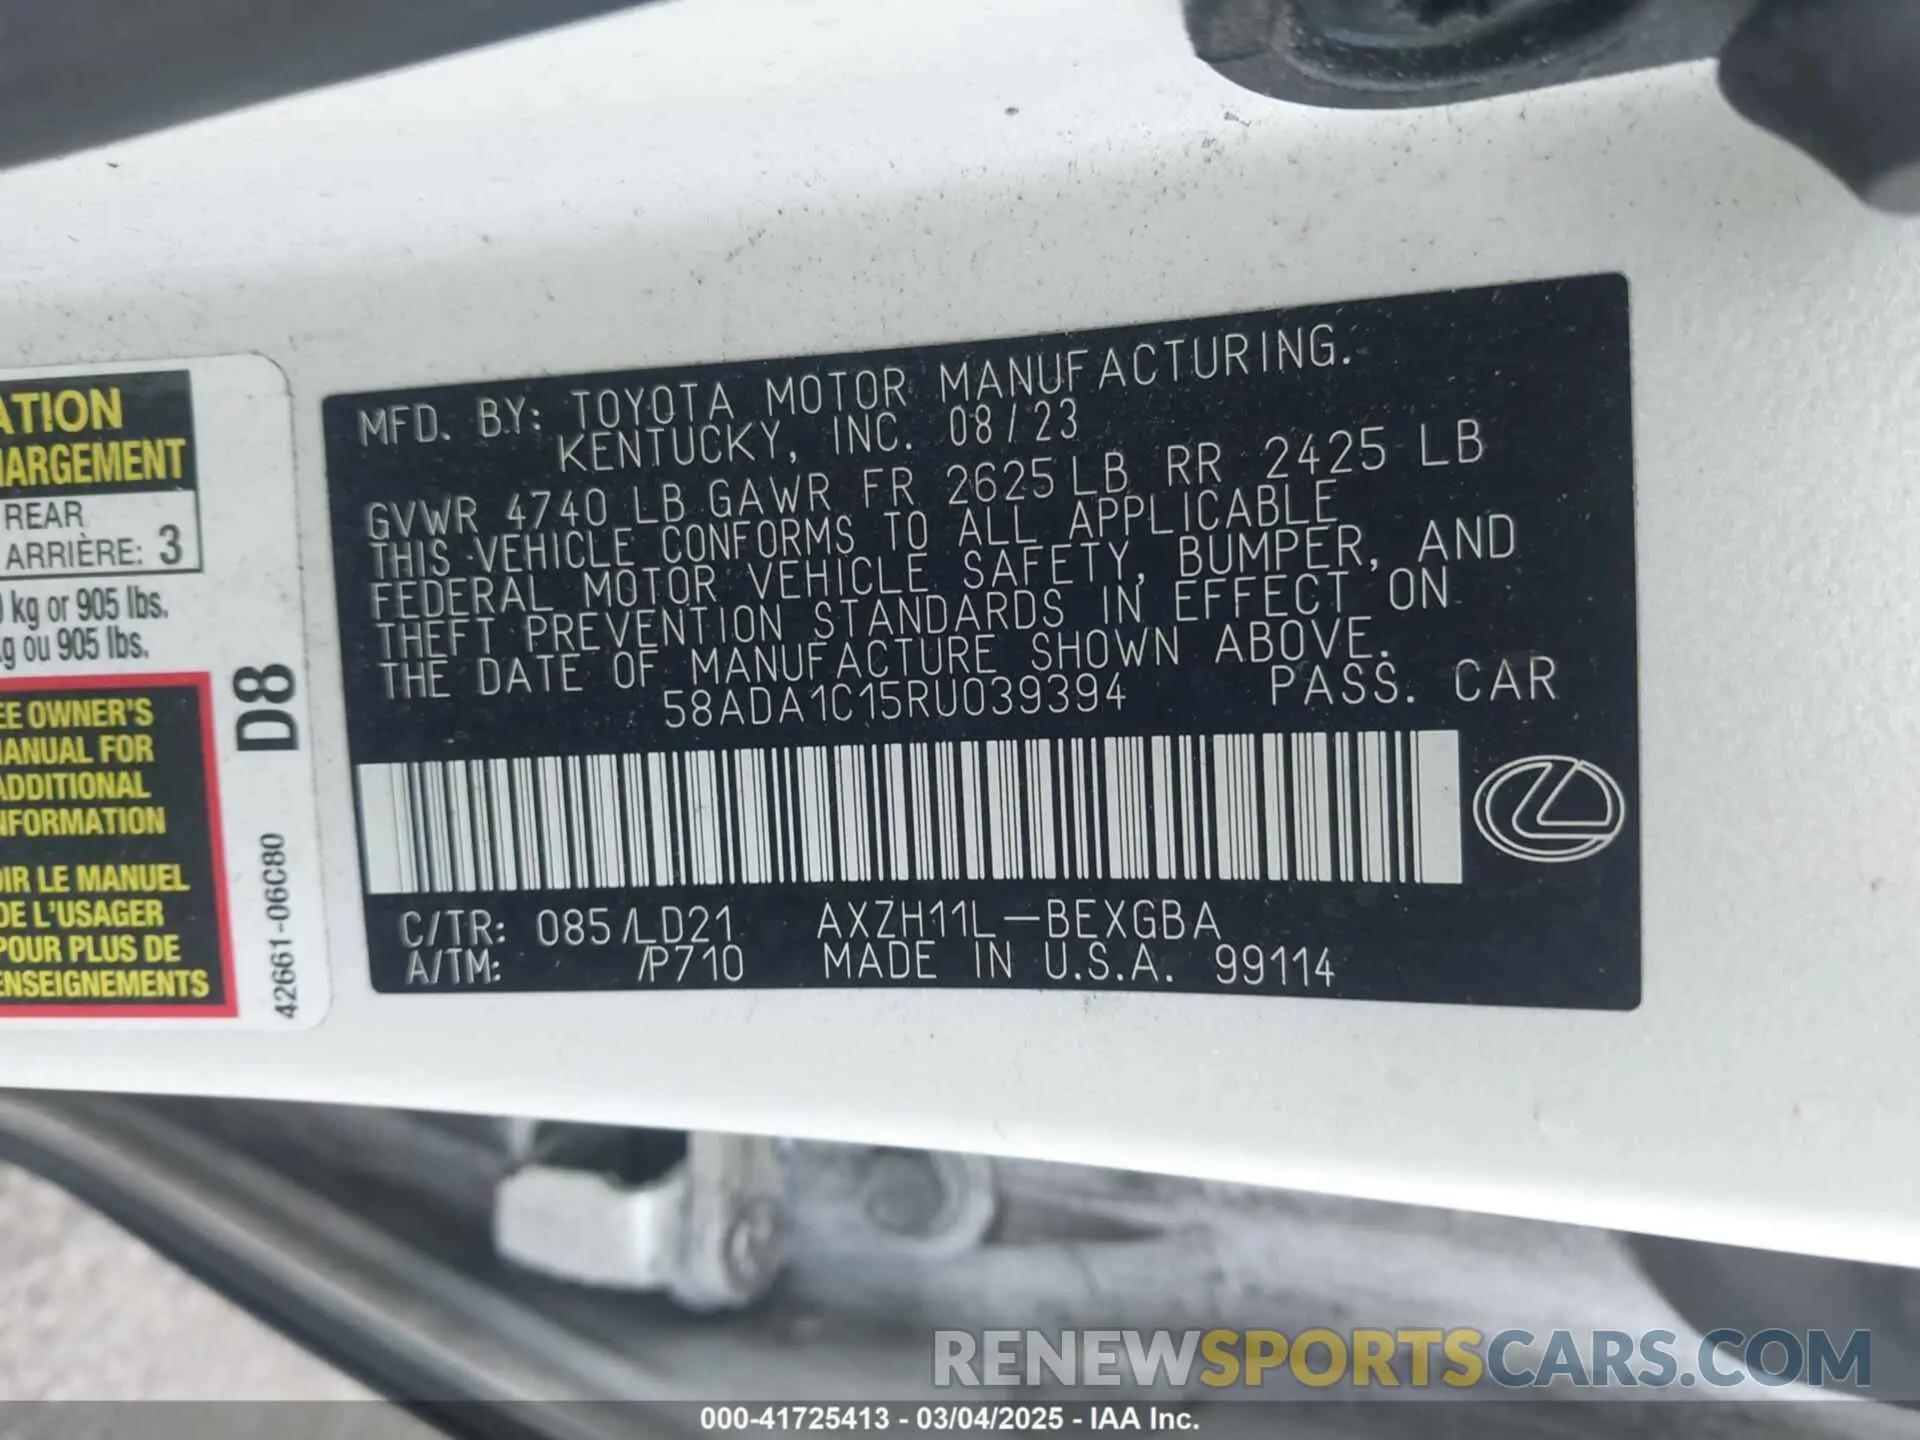 ATION
ARGEMENT
REAR
ARRIÈRE: 3
kg or 905 lbs.
ou 905 lbs.
OWNER'S
MANUAL FOR
ADDITIONAL
INFORMATION
LE MANUEL
DE L'USAGER
POUR PLUS DE
ENSEIGNEMENTS
D8
42661-06C80
MFD. BY: TOYOTA MOTOR MANUFACTURING.
KENTUCKY, INC. 08/23
GVWR 4740 LB GAWR FR 2625 LB RR 2425 LB
THIS VEHICLE CONFORMS TO ALL APPLICABLE
FEDERAL MOTOR VEHICLE SAFETY, BUMPER, AND
THEFT PREVENTION STANDARDS IN EFFECT ON
THE DATE OF MANUFACTURE SHOWN ABOVE.
58ADA1C15RU039394 PASS. CAR
C/TR: 085/LD21 AXZH11L-BEXGBA
A/TM: /P710 MADE IN U.S.A. 99114
RENEWSPORTSCARS.COM
000-41725413 - 03/04/2025 - IAA Inc.